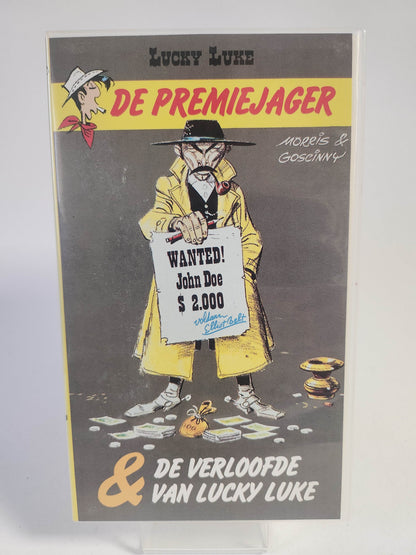 LUCKY LUKE
DE PREMIEJAGER
MORRIS &
GOSCINNY
WANTED!
John Doe
$ 2.000
& DE VERLOOFDE
VAN LUCKY LUKE